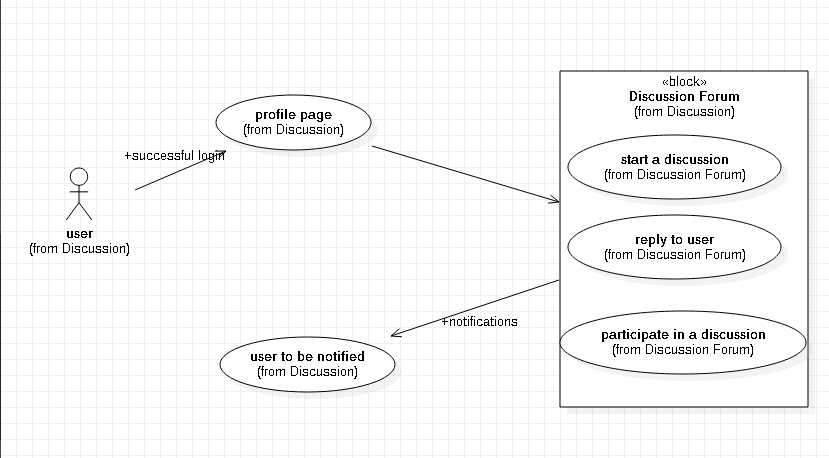 «block»
Discussion Forum
(from Discussion)
profile page
(from Discussion)
+successful login
start a discussion
(from Discussion Forum)
user
(from Discussion)
reply to user
(from Discussion Forum)
+notifications
participate in a discussion
(from Discussion Forum)
user to be notified
(from Discussion)